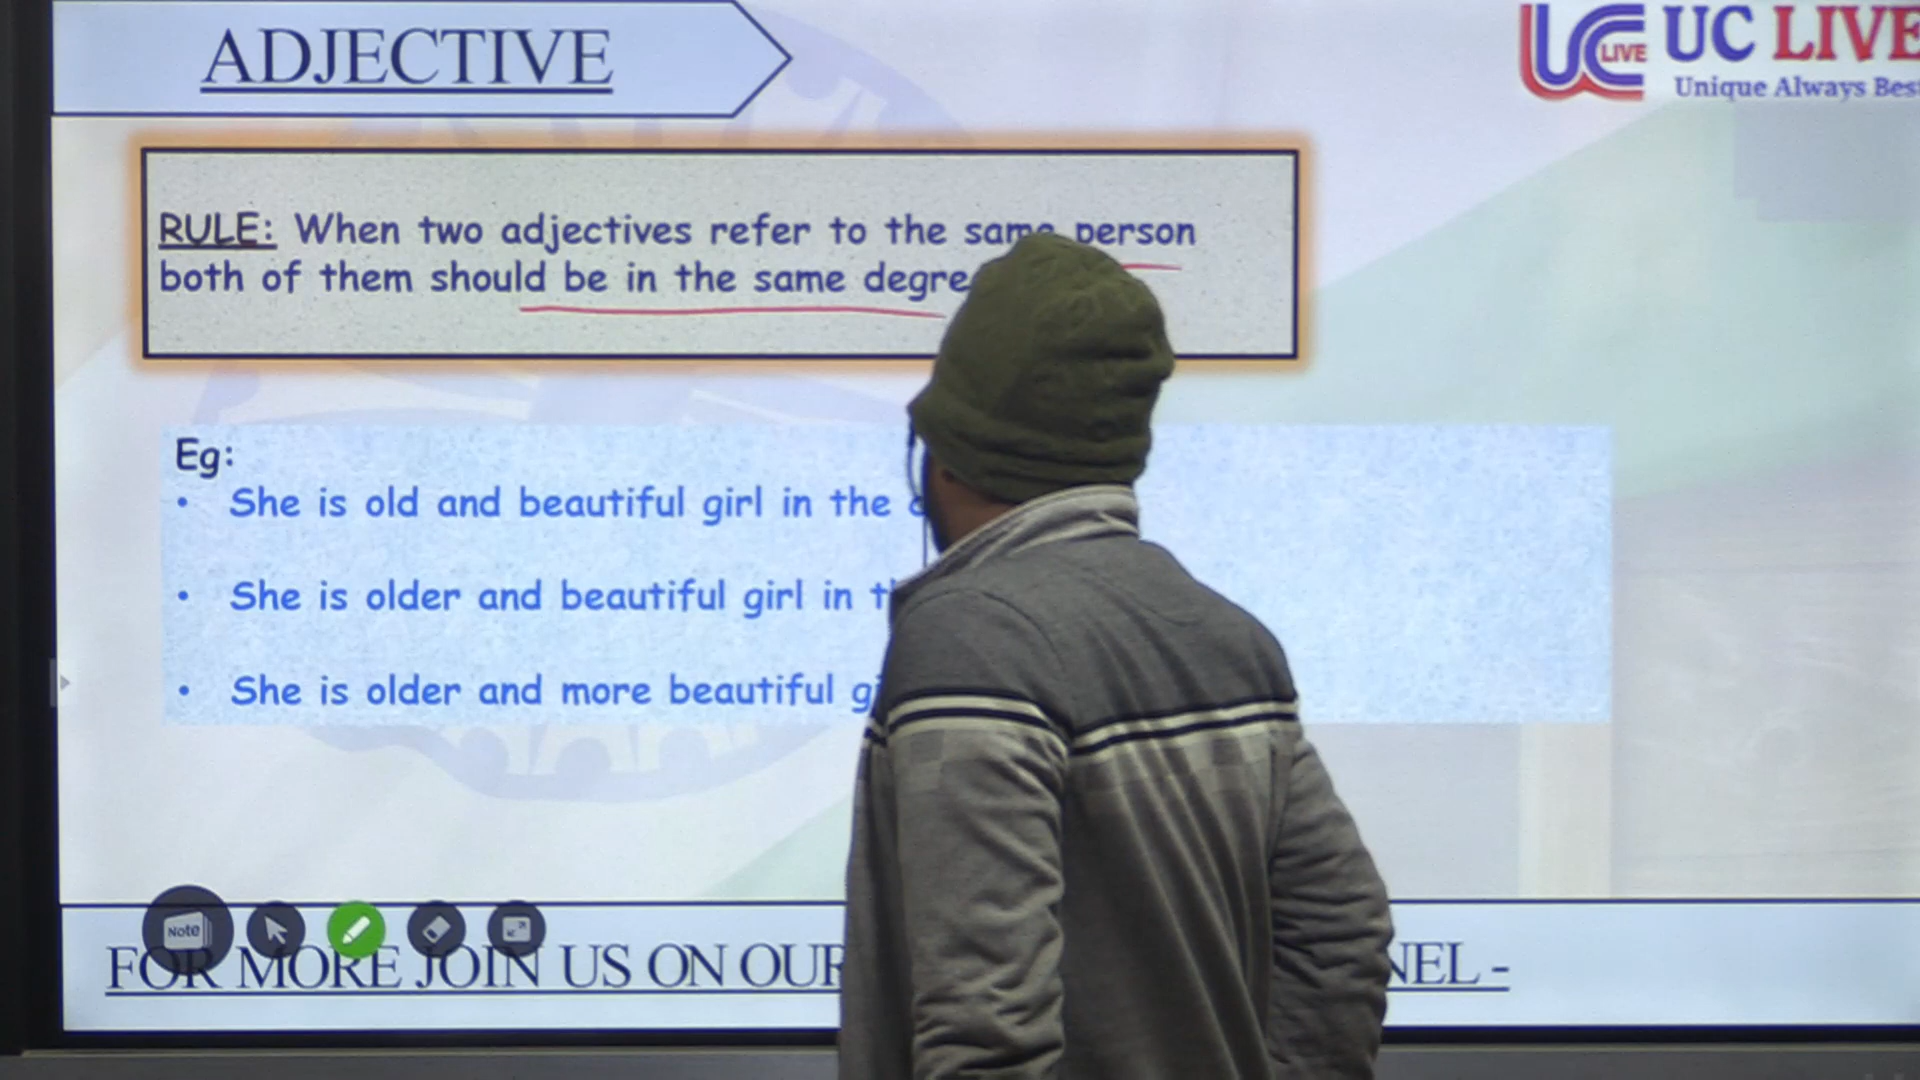 ADJECTIVE
LIVE
UC LIVE
Unique Always Best
RULE: When two adjectives refer to the same person
both of them should be in the same
Eg:
• She is old and beautiful girl in the
• She is older and beautiful girl in
• She is older and more beautiful
Note
FOR MORE JOIN US ON OUR